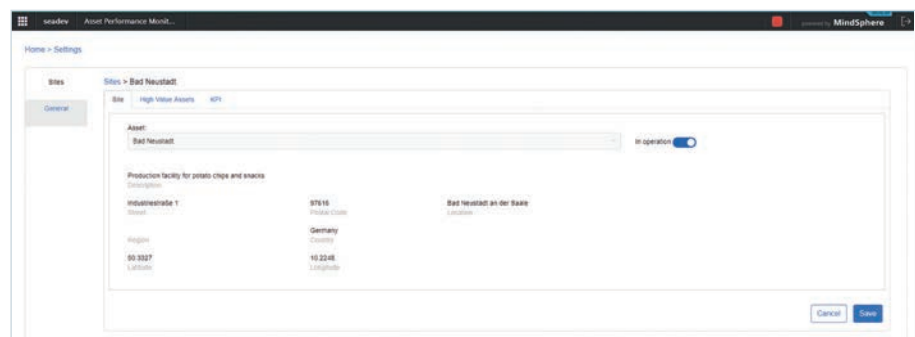 seadev Asset Performance Monit...
powered by MindSphere
Home > Settings
Sites
General
Sites > Bad Neustadt
Site High Value Assets KPI
Asset:
Bad Neustadt
In operation
Production facility for potato chips and snacks
Description
Industriestraße 1 97616 Bad Neustadt an der Saale
Street Postal Code Location
Germany
Region Country
50.3327 10.2248
Latitude Longitude
Cancel Save